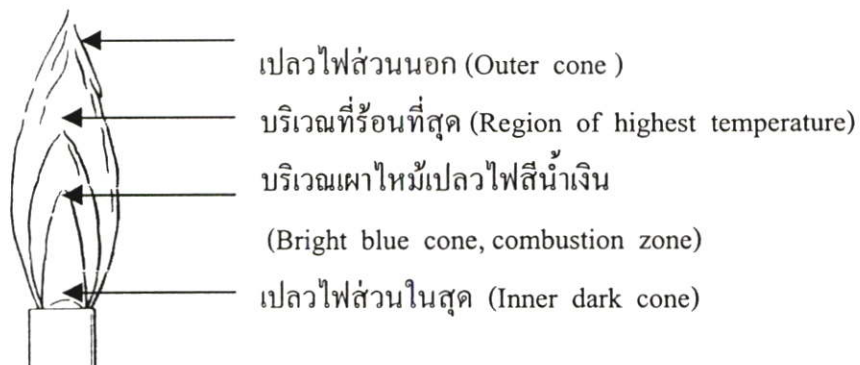 เปลวไฟส่วนนอก (Outer cone )
บริเวณที่ร้อนที่สุด (Region of highest temperature)
บริเวณเผาไหม้เปลวไฟสีน้ำเงิน
(Bright blue cone, combustion zone)
เปลวไฟส่วนในสุด (Inner dark cone)